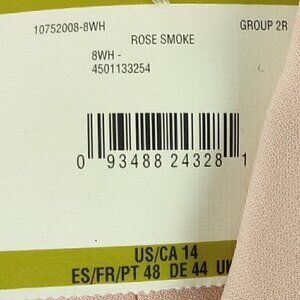 10752008-8WH
GROUP 2R
ROSE SMOKE
8WH -
4501133254
0 93488 24328 1
US/CA 14
ES/FR/PT 48 DE 44 UK